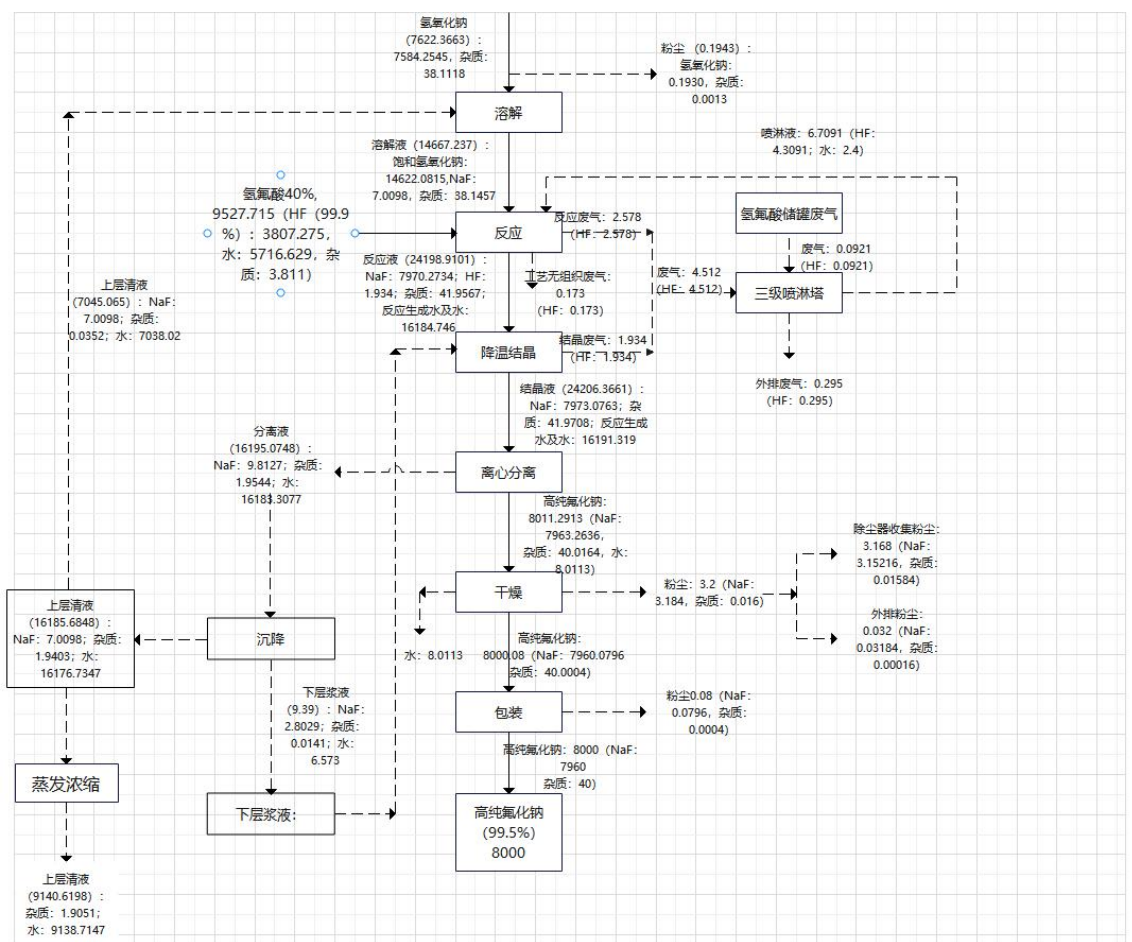 氢氧化钠
(7622.3663)：
7584.2545，杂质：
38.1118
粉尘（0.1943)：
氢氧化钠：
0.1930，杂质：
0.0013
溶解
溶解液（14667.237)：
饱和氢氧化钠：
14622.0815,NaF：
7.0098，杂质：38.1457
喷淋液：6.7091（HF：
4.3091；水：2.4）
氢氟酸40%,
9527.715（HF（99.9
%）：3807.275，
水：5716.629，杂
质：3.811）
反应
反应废气：2.578
(HF：2.578)
氢氟酸储罐废气
废气：0.0921
(HF：0.0921)
反应液（24198.9101)：
NaF：7970.2734；HF：
1.934；杂质：41.9567；
反应生成水及水：
16184.746
工艺无组织废气：
0.173
(HF：0.173)
废气：4.512
(HF：4.512)
三级喷淋塔
上层清液
(7045.065)：NaF：
7.0098；杂质：
0.0352；水：7038.02
降温结晶
结晶废气：1.934
(HF：1.934)
外排废气：0.295
(HF：0.295)
结晶液（24206.3661)：
NaF：7973.0763；杂
质：41.9708；反应生成
水及水：16191.319
分离液
(16195.0748)：
NaF：9.8127；杂质：
1.9544；水：
16183.3077
离心分离
高纯氟化钠：
8011.2913（NaF：
7963.2636，
杂质：40.0164，水：
8.0113）
除尘器收集粉尘：
3.168（NaF：
3.15216，杂质：
0.01584）
干燥
粉尘：3.2（NaF：
3.184，杂质：0.016)
外排粉尘：
0.032（NaF：
0.03184，杂质：
0.00016）
上层清液
(16185.6848)：
NaF：7.0098；杂质：
1.9403；水：
16176.7347
沉降
水：8.0113
高纯氟化钠：
8000.08（NaF：7960.0796
杂质：40.0004）
下层浆液
(9.39)：NaF：
2.8029；杂质：
0.0141；水：
6.573
包装
粉尘0.08（NaF：
0.0796，杂质：
0.0004）
高纯氟化钠：8000（NaF：
7960
杂质：40）
蒸发浓缩
下层浆液：
高纯氟化钠
(99.5%)
8000
上层清液
(9140.6198)：
杂质：1.9051；
水：9138.7147